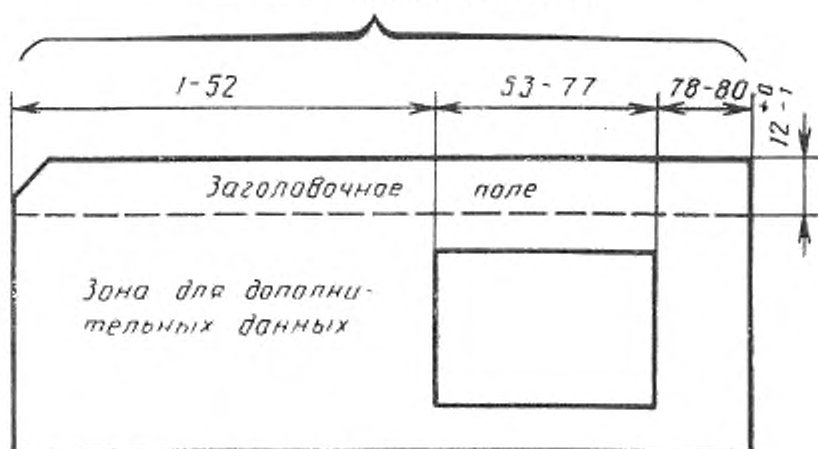 1-52 53-77 78-80
12 +0 -1
Заголовочное поле
Зона для дополни-
тельных данных